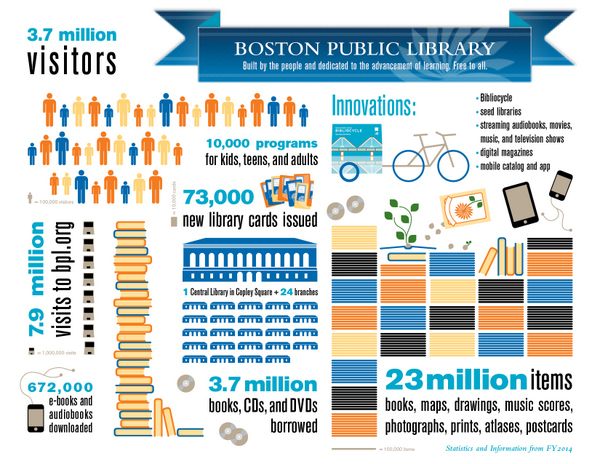 3.7 million
visitors
BOSTON PUBLIC LIBRARY
Built by the people and dedicated to the advancement of learning. Free to all.
= 100,000 visitors
10,000 programs
for kids, teens, and adults
Innovations:
• Bibliocycle
• seed libraries
• streaming audiobooks, movies,
music, and television shows
• digital magazines
• mobile catalog and app
BIBLIOCYCLE
= 10,000 cards
73,000
new library cards issued
7.9 million
visits to bpl.org
= 1,000,000 visits
1 Central Library in Copley Square + 24 branches
672,000
e-books and
audiobooks
downloaded
3.7 million
books, CDs, and DVDs
borrowed
23 million items
books, maps, drawings, music scores,
photographs, prints, atlases, postcards
= 100,000 items
Statistics and Information from FY2014